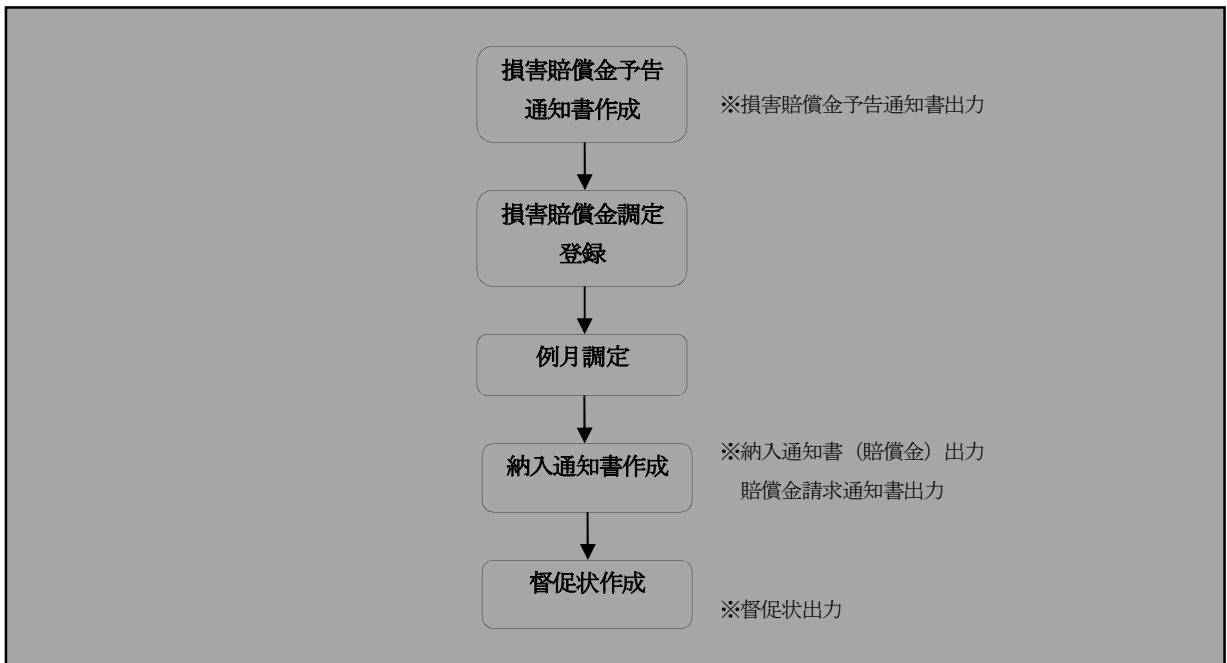 損害賠償金予告
通知書作成
※損害賠償金予告通知書出力
損害賠償金調定
登録
例月調定
納入通知書作成
※納入通知書（賠償金）出力
賠償金請求通知書出力
督促状作成
※督促状出力